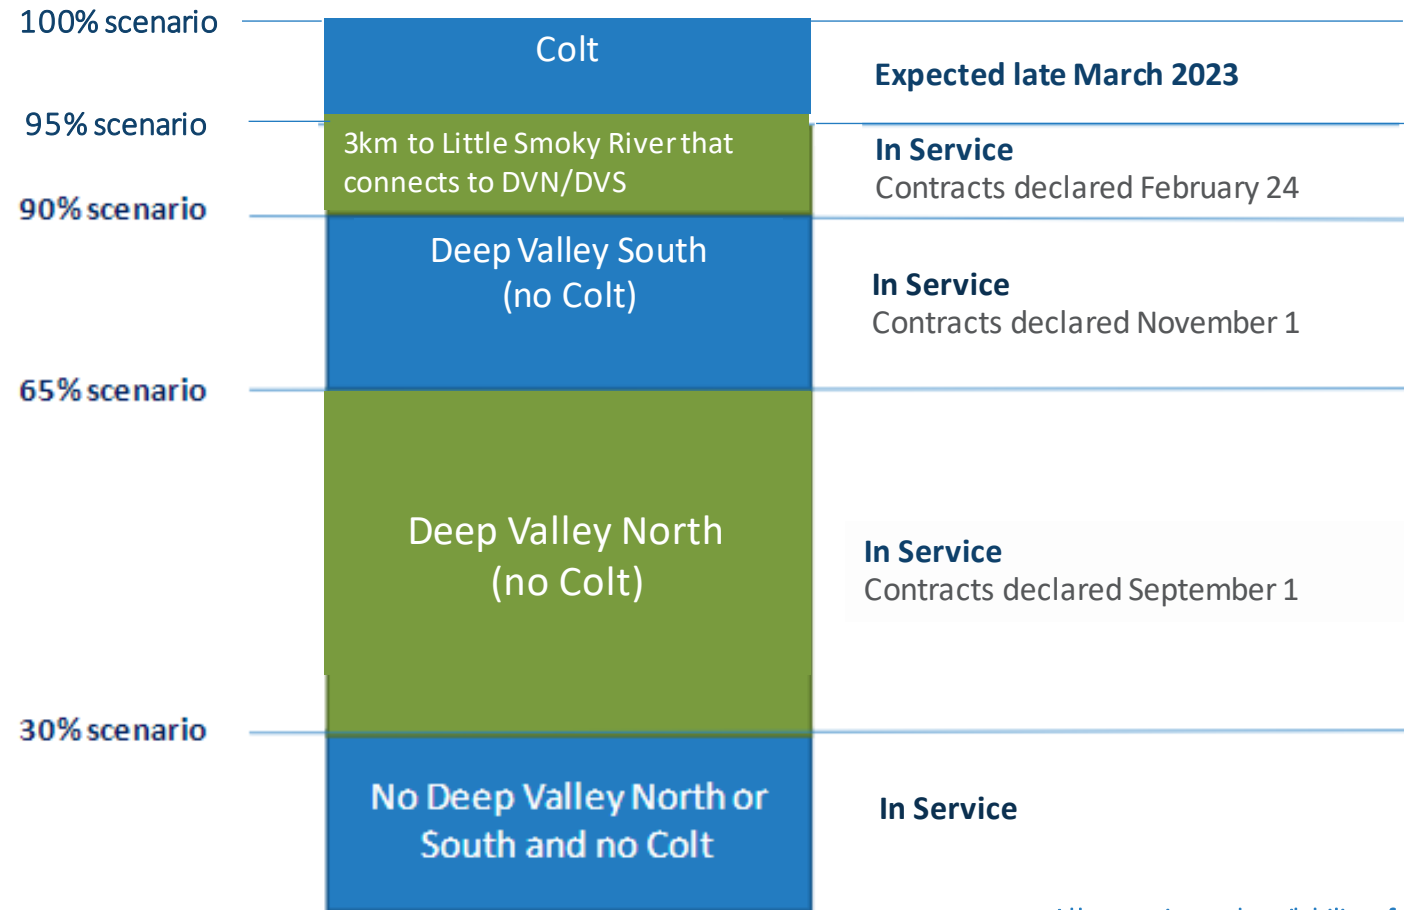 100% scenario
Colt
Expected late March 2023
95% scenario
3km to Little Smoky River that
connects to DVN/DVS
In Service
Contracts declared February 24
90% scenario
Deep Valley South
(no Colt)
In Service
Contracts declared November 1
65% scenario
Deep Valley North
(no Colt)
In Service
Contracts declared September 1
30% scenario
No Deep Valley North or
South and no Colt
In Service